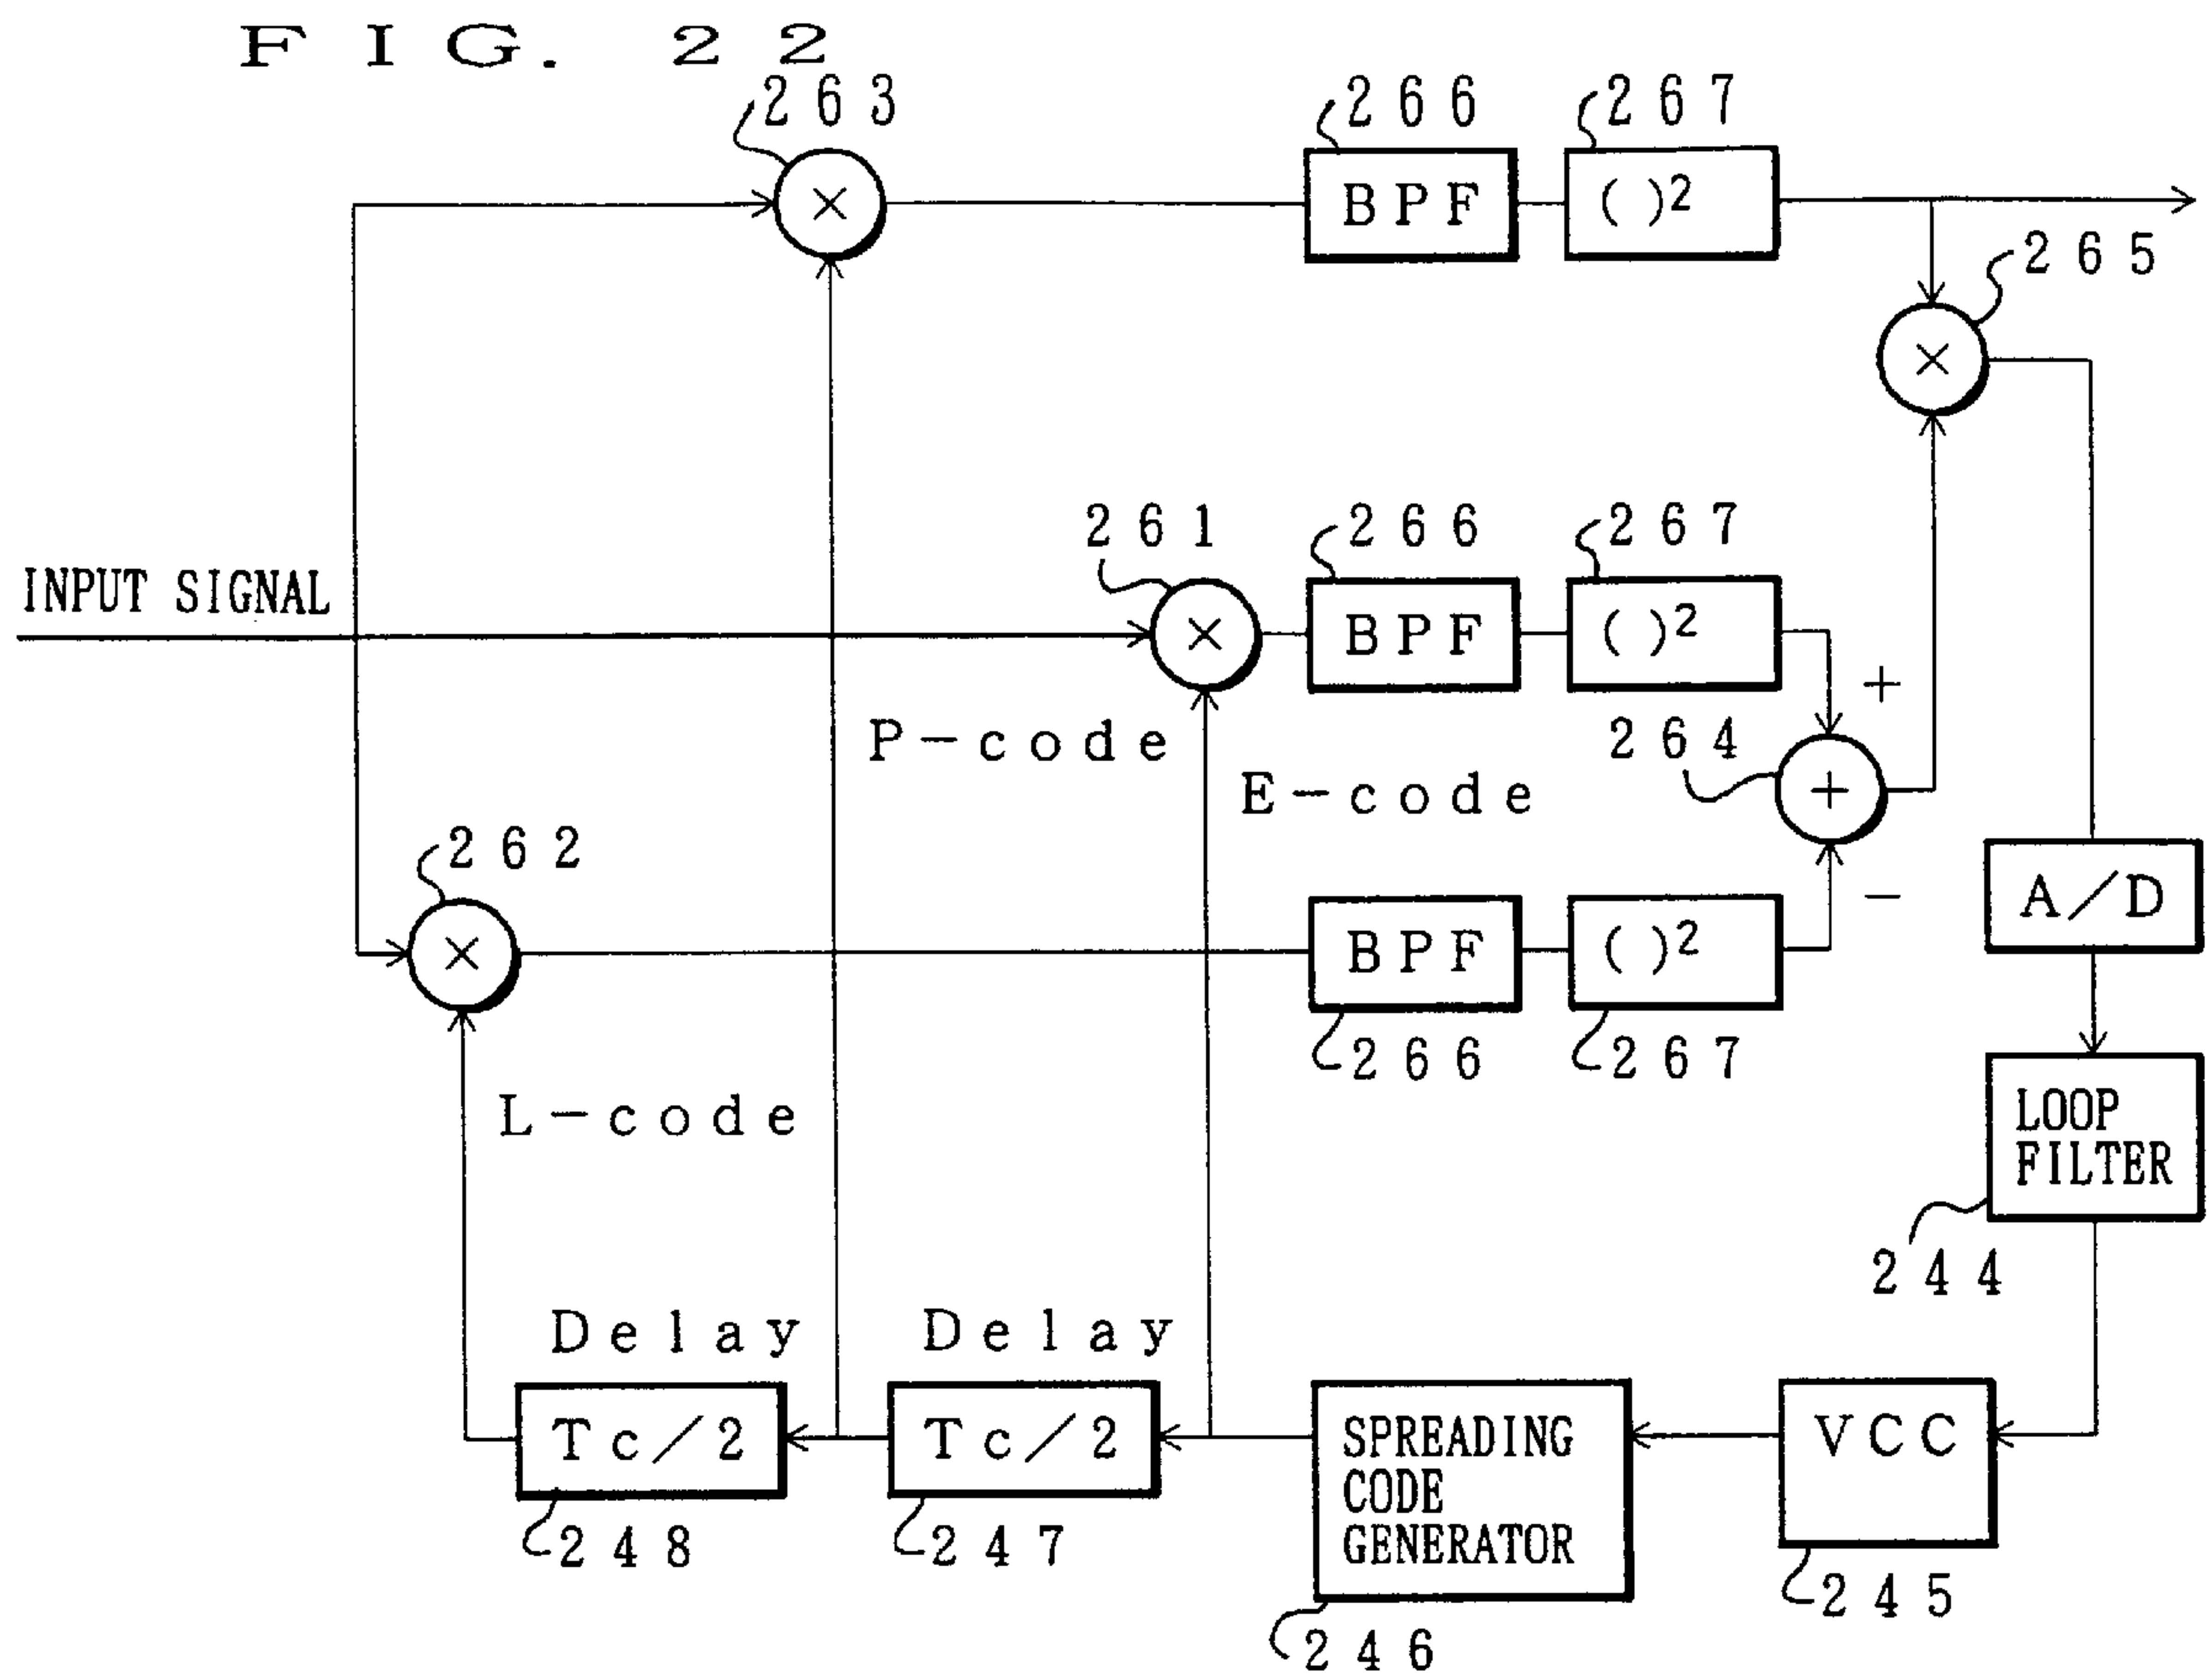 FIG. 22
263
266
267
BPF
( )2
×
265
×
261
266
267
INPUT SIGNAL
×
BPF
( )2
+
P-code
264
E-code
+
262
A/D
−
×
BPF
( )2
266
267
L-code
LOOP
FILTER
244
Delay
Delay
Tc/2
Tc/2
SPREADING
CODE
GENERATOR
VCC
248
247
245
246